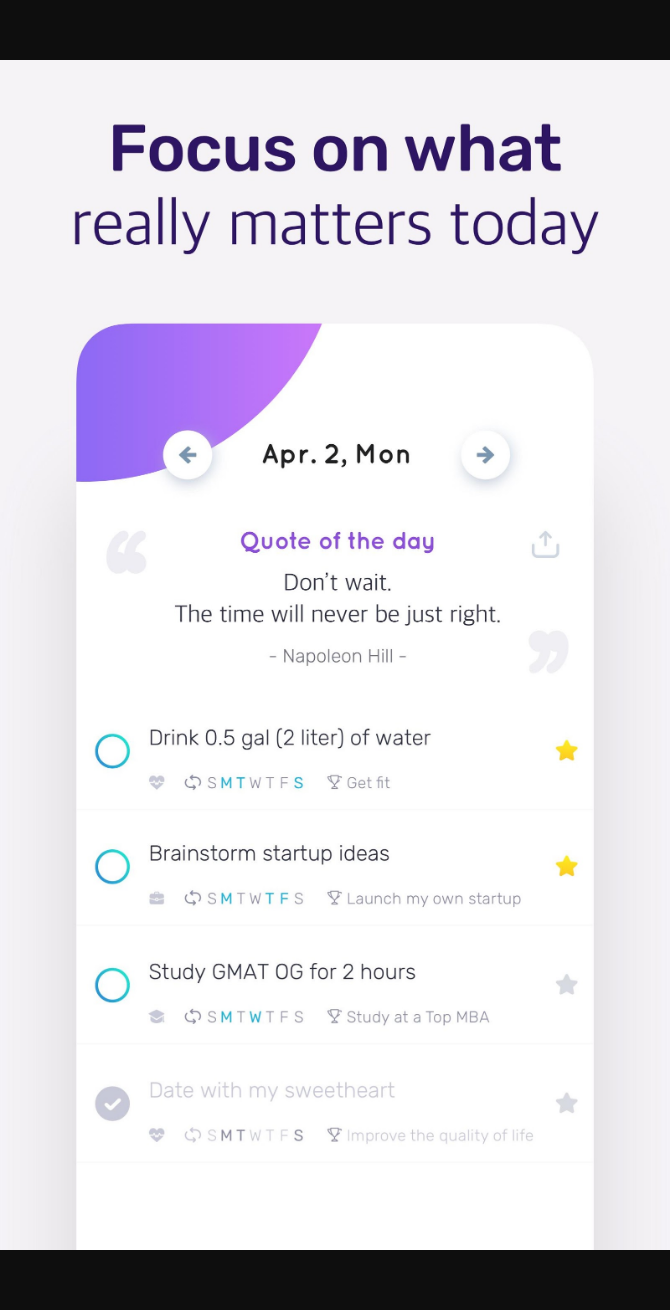 Focus on what
really matters today
Apr. 2, Mon
Quote of the day
Don't wait.
The time will never be just right.
- Napoleon Hill -
Drink 0.5 gal (2 liter) of water
S M T W T F S Get fit
Brainstorm startup ideas
S M T W T F S Launch my own startup
Study GMAT OG for 2 hours
S M T W T F S Study at a Top MBA
Date with my sweetheart
S M T W T F S Improve the quality of life